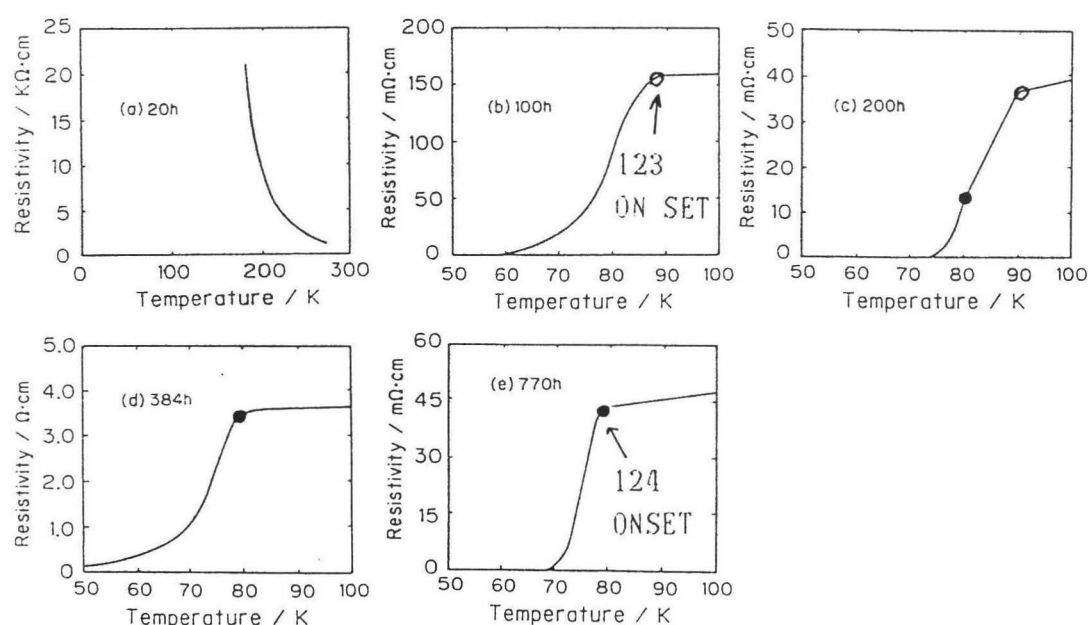 25
20
15
10
5
0
Resistivity / KΩ·cm
(a) 20h
0 100 200 300
Temperature / K
200
150
100
50
0
Resistivity / mΩ·cm
(b) 100h
123
ON SET
50 60 70 80 90 100
Temperature / K
50
40
30
20
10
0
Resistivity / mΩ·cm
(c) 200h
50 60 70 80 90 100
Temperature / K
5.0
4.0
3.0
2.0
1.0
0
Resistivity / Ω·cm
(d) 384h
50 60 70 80 90 100
Temperature / K
60
45
30
15
0
Resistivity / mΩ·cm
(e) 770h
124
ONSET
50 60 70 80 90 100
Temperature / K